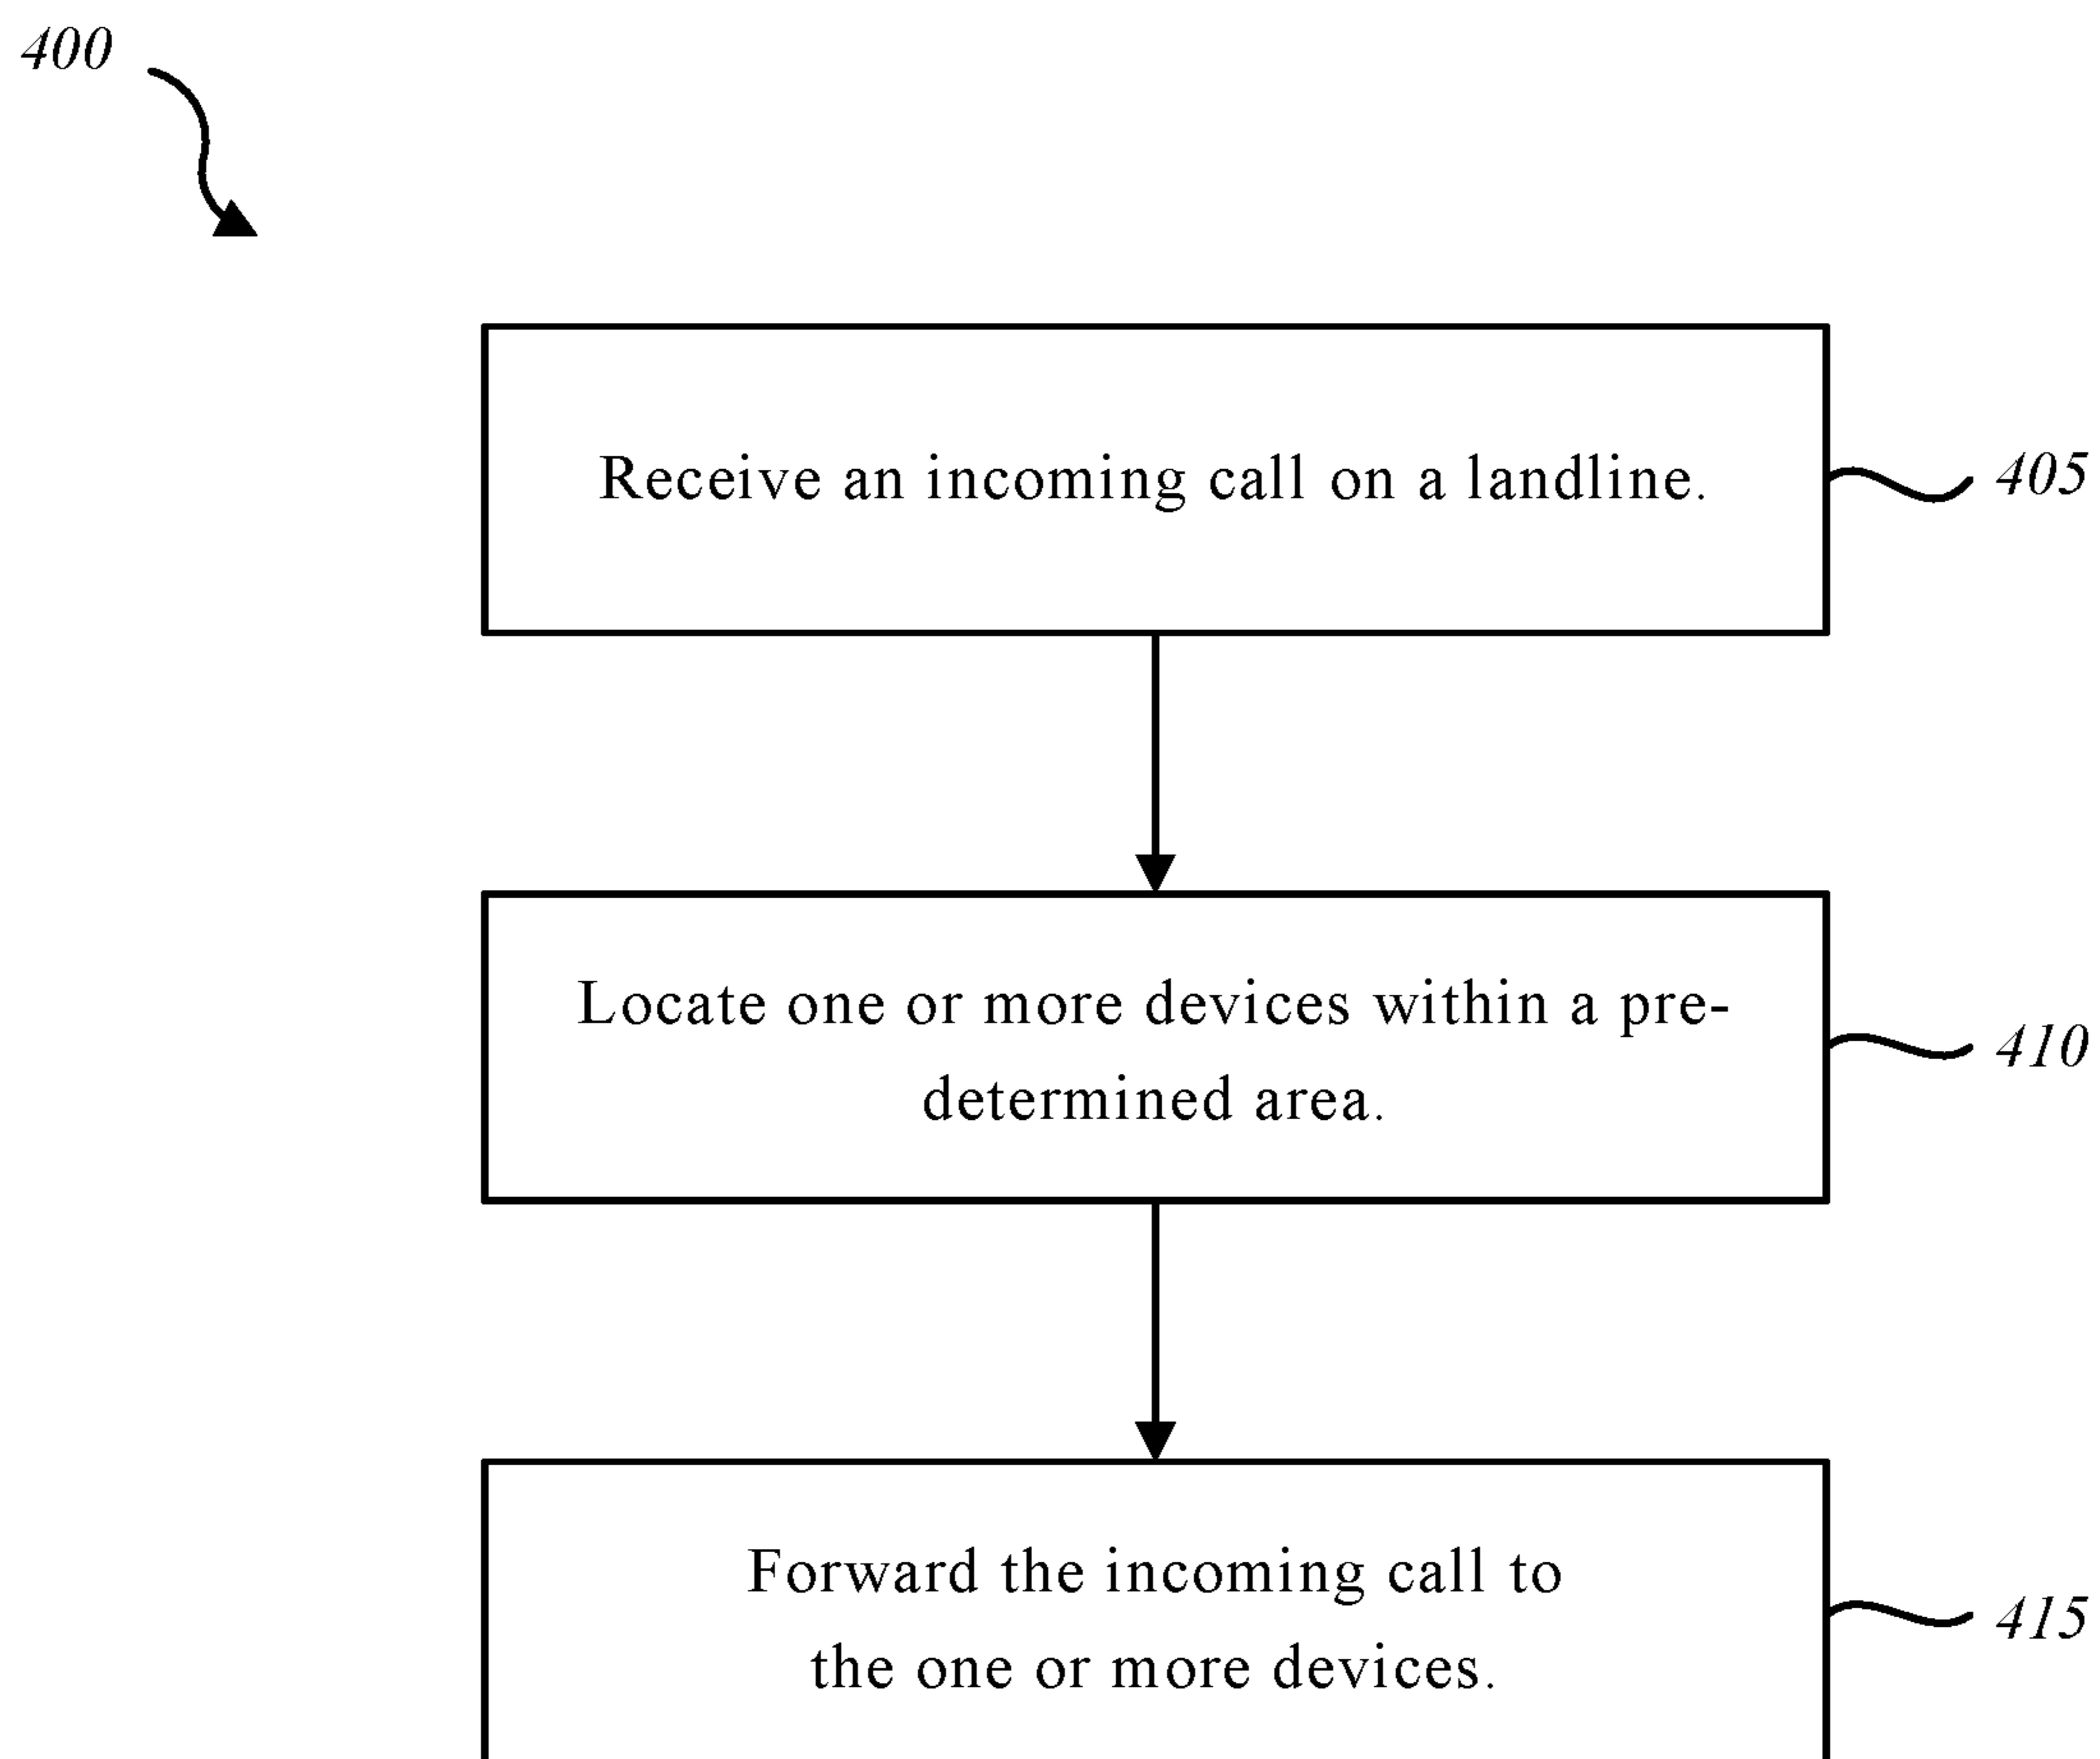 400
Receive an incoming call on a landline.
405
Locate one or more devices within a pre-
determined area.
410
Forward the incoming call to
the one or more devices.
415